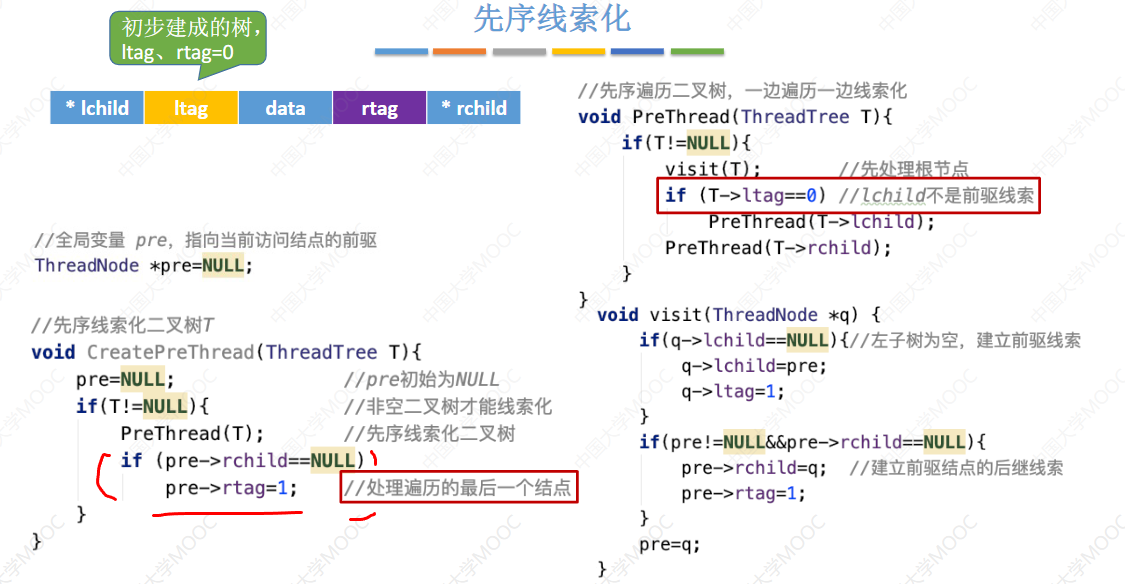 先序线索化
初步建成的树，
ltag、rtag=0
* lchild ltag data rtag * rchild
//全局变量 pre，指向当前访问结点的前驱
ThreadNode *pre=NULL;
//先序线索化二叉树T
void CreatePreThread(ThreadTree T){
pre=NULL; //pre初始为NULL
if(T!=NULL){ //非空二叉树才能线索化
PreThread(T); //先序线索化二叉树
if (pre->rchild==NULL)
pre->rtag=1; //处理遍历的最后一个结点
}
}
//先序遍历二叉树，一边遍历一边线索化
void PreThread(ThreadTree T){
if(T!=NULL){
visit(T); //先处理根节点
if (T->ltag==0) //lchild不是前驱线索
PreThread(T->lchild);
PreThread(T->rchild);
}
}
void visit(ThreadNode *q) {
if(q->lchild==NULL){//左子树为空，建立前驱线索
q->lchild=pre;
q->ltag=1;
}
if(pre!=NULL&&pre->rchild==NULL){
pre->rchild=q; //建立前驱结点的后继线索
pre->rtag=1;
}
pre=q;
}
中国大学MOOC